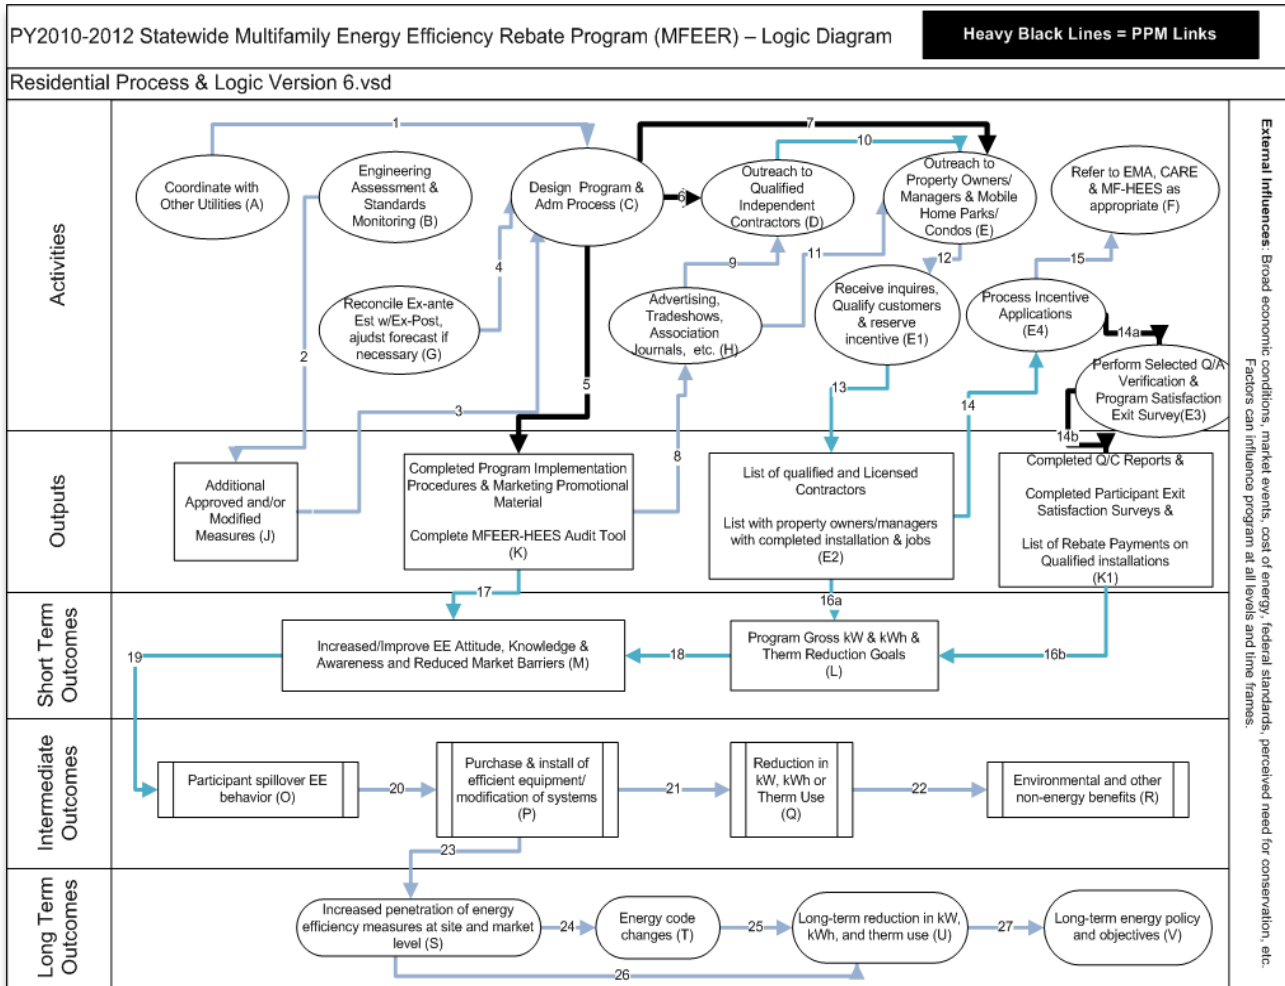 PY2010-2012 Statewide Multifamily Energy Efficiency Rebate Program (MFEER) – Logic Diagram
Heavy Black Lines = PPM Links
Residential Process & Logic Version 6.vsd
Activities
1
7
10
Coordinate with
Other Utilities (A)
Engineering
Assessment &
Standards
Monitoring (B)
Design Program &
Adm Process (C)
6
Outreach to
Qualified
Independent
Contractors (D)
Outreach to
Property Owners/
Managers & Mobile
Home Parks/
Condos (E)
Refer to EMA, CARE
& MF-HEES as
appropriate (F)
4
9
11
12
15
Reconcile Ex-ante
Est w/Ex-Post,
ajudst forecast if
necessary (G)
Advertising,
Tradeshows,
Association
Journals, etc. (H)
Receive inquires,
Qualify customers
& reserve
incentive (E1)
Process Incentive
Applications
(E4)
14a
2
5
13
14
3
Perform Selected Q/A
Verification &
Program Satisfaction
Exit Survey(E3)
14b
8
Outputs
Additional
Approved and/or
Modified
Measures (J)
Completed Program Implementation
Procedures & Marketing Promotional
Material
Complete MFEER-HEES Audit Tool
(K)
List of qualified and Licensed
Contractors
List with property owners/managers
with completed installation & jobs
(E2)
Completed Q/C Reports &
Completed Participant Exit
Satisfaction Surveys &
List of Rebate Payments on
Qualified installations
(K1)
17
16a
Short Term
Outcomes
19
Increased/Improve EE Attitude, Knowledge &
Awareness and Reduced Market Barriers (M)
18
Program Gross kW & kWh &
Therm Reduction Goals
(L)
16b
Intermediate
Outcomes
Participant spillover EE
behavior (O)
20
Purchase & install of
efficient equipment/
modification of systems
(P)
21
Reduction in
kW, kWh or
Therm Use
(Q)
22
Environmental and other
non-energy benefits (R)
23
Long Term
Outcomes
Increased penetration of energy
efficiency measures at site and market
level (S)
24
Energy code
changes (T)
25
Long-term reduction in kW,
kWh, and therm use (U)
27
Long-term energy policy
and objectives (V)
26
External Influences: Broad economic conditions, market events, cost of energy, federal standards, perceived need for conservation, etc.
Factors can influence program at all levels and time frames.